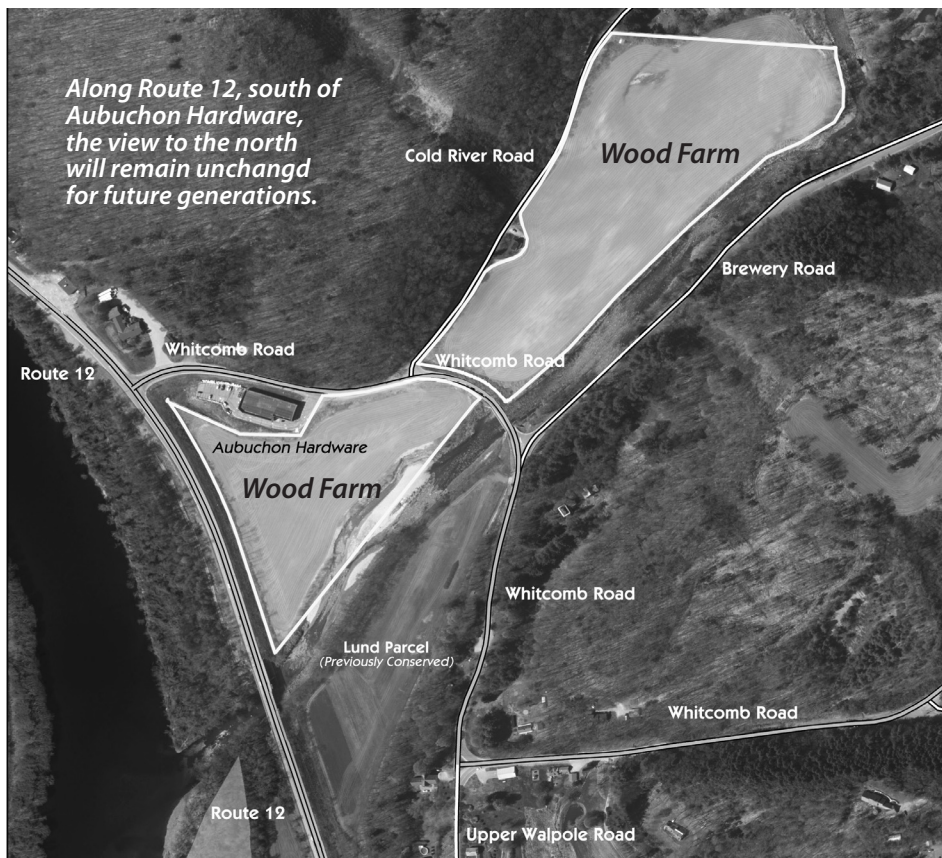 Along Route 12, south of
Aubuchon Hardware,
the view to the north
will remain unchangd
for future generations.
Cold River Road
Wood Farm
Brewery Road
Whitcomb Road
Whitcomb Road
Route 12
Aubuchon Hardware
Wood Farm
Whitcomb Road
Lund Parcel
(Previously Conserved)
Whitcomb Road
Route 12
Upper Walpole Road